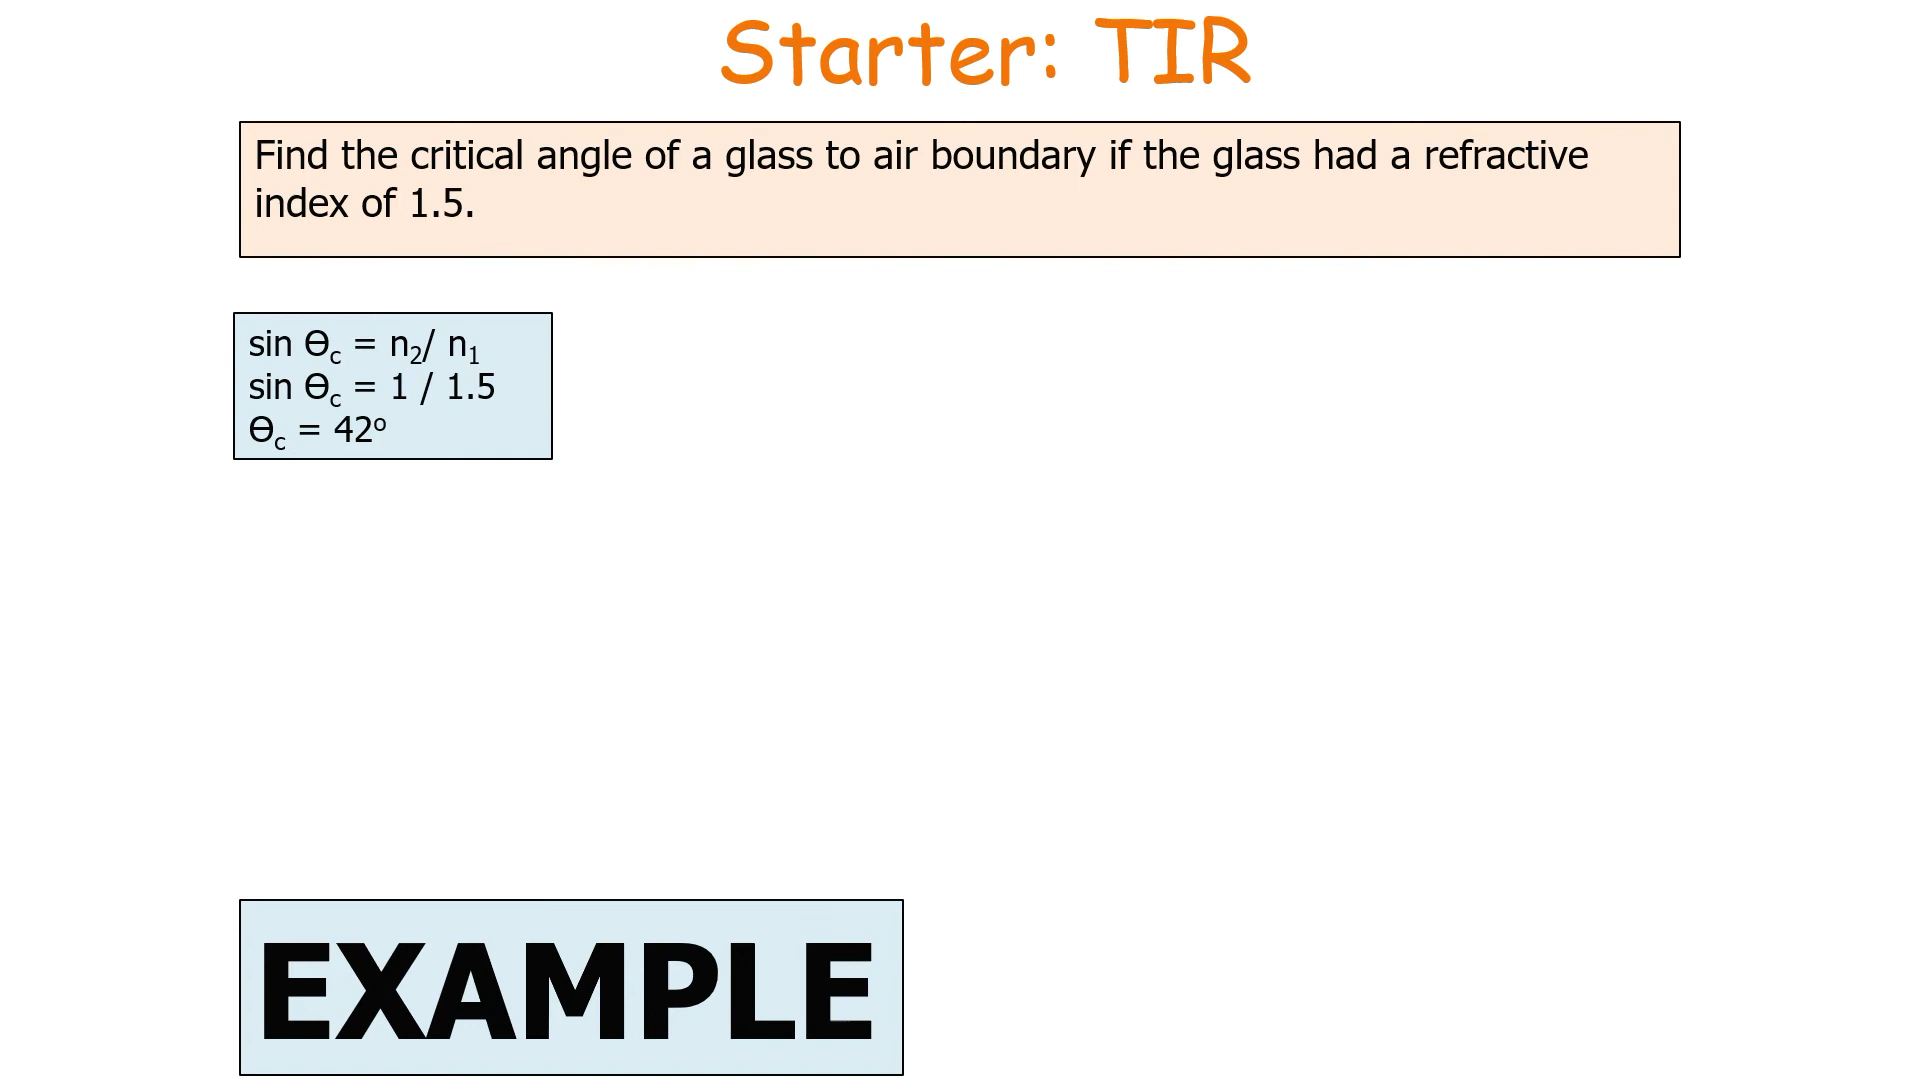 Starter: TIR
Find the critical angle of a glass to air boundary if the glass had a refractive
index of 1.5.
sin ϴc = n2/ n1
sin ϴc = 1 / 1.5
ϴc = 42o
EXAMPLE